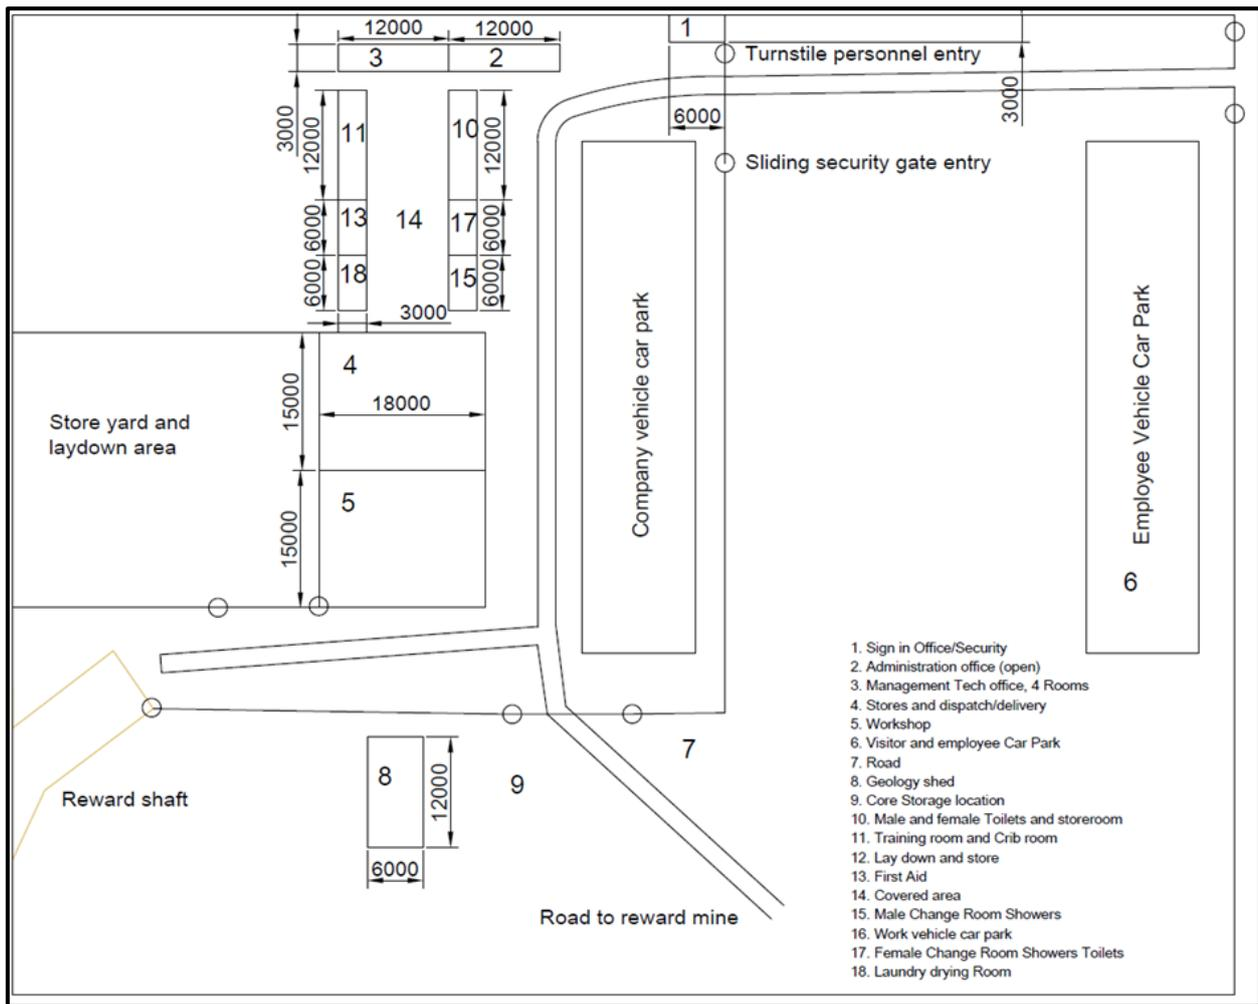 12000
12000
1
3
2
Turnstile personnel entry
3000
3000
6000
11
10
12000
12000
Sliding security gate entry
13
14
17
6000
6000
18
15
6000
6000
3000
4
15000
18000
Store yard and
laydown area
Company vehicle car park
Employee Vehicle Car Park
5
15000
6
1. Sign in Office/Security
2. Administration office (open)
3. Management Tech office, 4 Rooms
4. Stores and dispatch/delivery
5. Workshop
6. Visitor and employee Car Park
7. Road
8. Geology shed
9. Core Storage location
10. Male and female Toilets and storeroom
11. Training room and Crib room
12. Lay down and store
13. First Aid
14. Covered area
15. Male Change Room Showers
16. Work vehicle car park
17. Female Change Room Showers Toilets
18. Laundry drying Room
7
8
12000
9
Reward shaft
6000
Road to reward mine